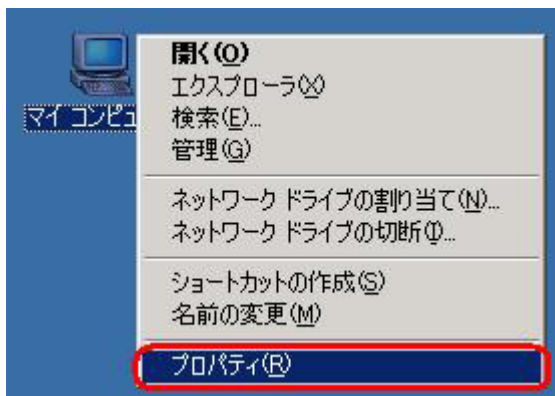 マイ コンピュ
開く(O)
エクスプローラ(X)
検索(E)...
管理(G)
ネットワーク ドライブの割り当て(N)...
ネットワーク ドライブの切断(I)...
ショートカットの作成(S)
名前の変更(M)
プロパティ(R)